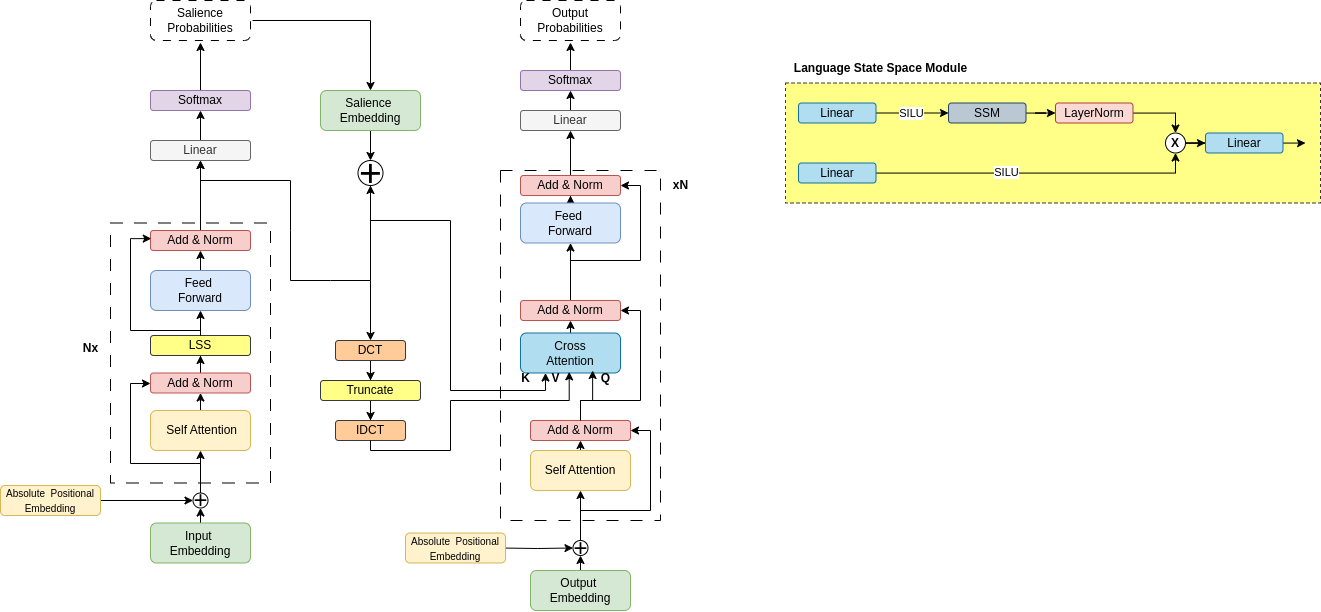 Salience
Probabilities
Softmax
Linear
Add & Norm
Feed
Forward
LSS
Add & Norm
Self Attention
Nx
Absolute Positional
Embedding
Input
Embedding
Salience
Embedding
DCT
Truncate
IDCT
Output
Probabilities
Softmax
Linear
Add & Norm
xN
Feed
Forward
Add & Norm
Cross
Attention
K V Q
Add & Norm
Self Attention
Absolute Positional
Embedding
Output
Embedding
Language State Space Module
Linear SILU SSM LayerNorm
X Linear
Linear SILU